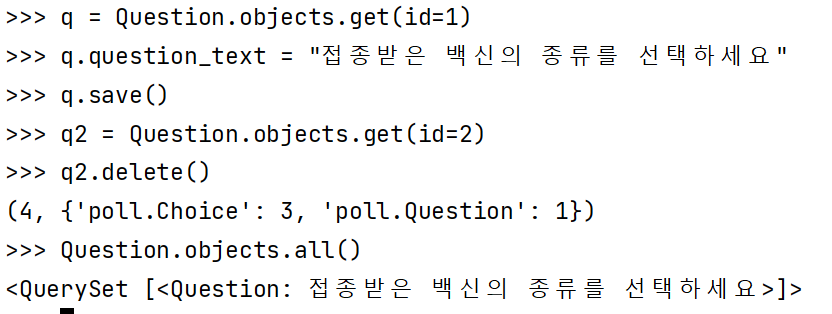 >>> q = Question.objects.get(id=1)
>>> q.question_text = "접종받은 백신의 종류를 선택하세요"
>>> q.save()
>>> q2 = Question.objects.get(id=2)
>>> q2.delete()
(4, {'poll.Choice': 3, 'poll.Question': 1})
>>> Question.objects.all()
<QuerySet [<Question: 접종받은 백신의 종류를 선택하세요>]>